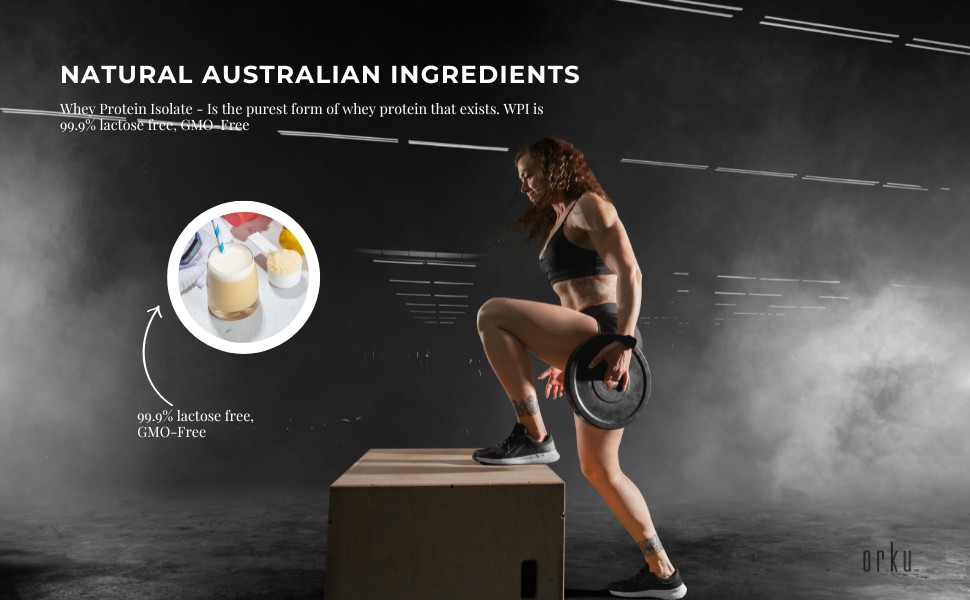 NATURAL AUSTRALIAN INGREDIENTS
Whey Protein Isolate - Is the purest form of whey protein that exists. WPI is
99.9% lactose free, GMO-Free
99.9% lactose free,
GMO-Free
orku